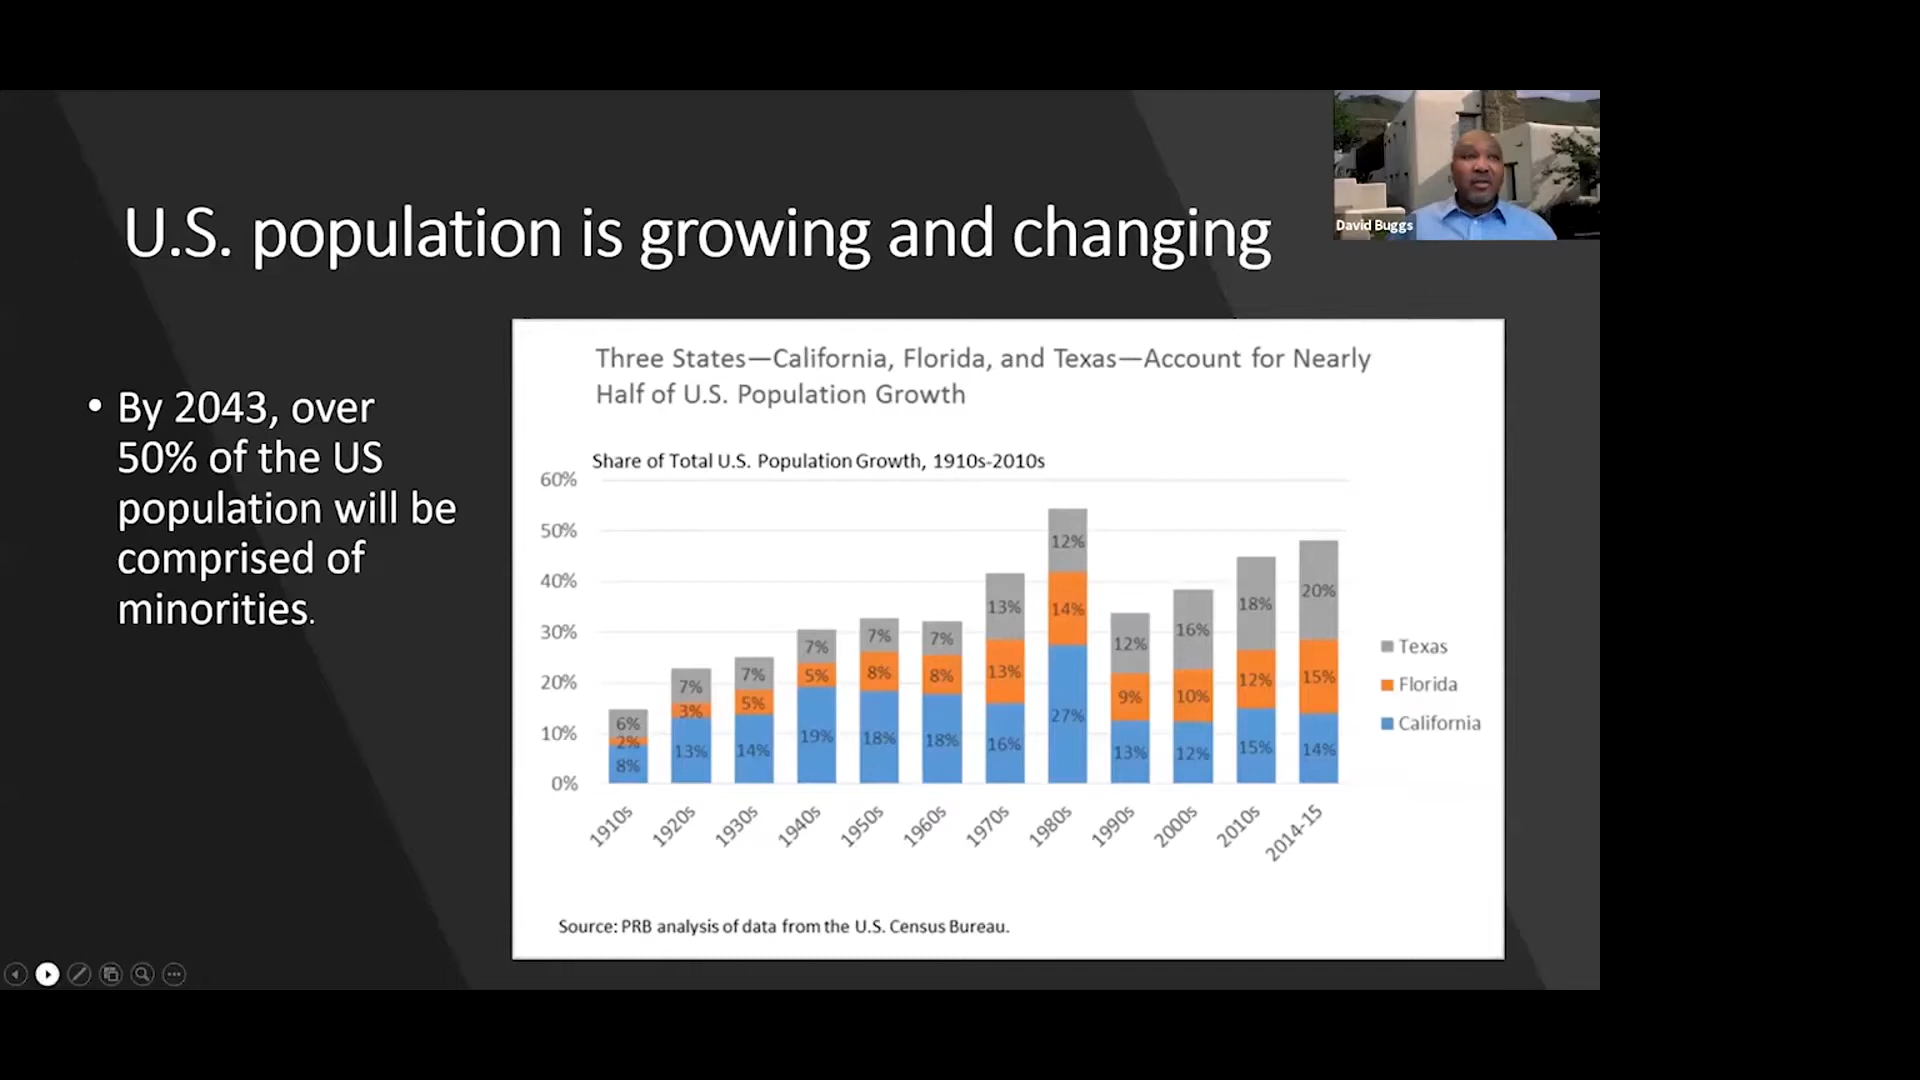 David Buggs
U.S. population is growing and changing
• By 2043, over
50% of the US
population will be
comprised of
minorities.
Three States—California, Florida, and Texas—Account for Nearly
Half of U.S. Population Growth
Share of Total U.S. Population Growth, 1910s-2010s
60%
50%
40%
30%
20%
10%
0%
6%
2%
8%
7%
3%
13%
7%
5%
14%
7%
5%
19%
7%
8%
18%
7%
8%
18%
13%
13%
16%
12%
14%
27%
12%
9%
13%
16%
10%
12%
18%
12%
15%
20%
15%
14%
1910s
1920s
1930s
1940s
1950s
1960s
1970s
1980s
1990s
2000s
2010s
2014-15
Texas
Florida
California
Source: PRB analysis of data from the U.S. Census Bureau.